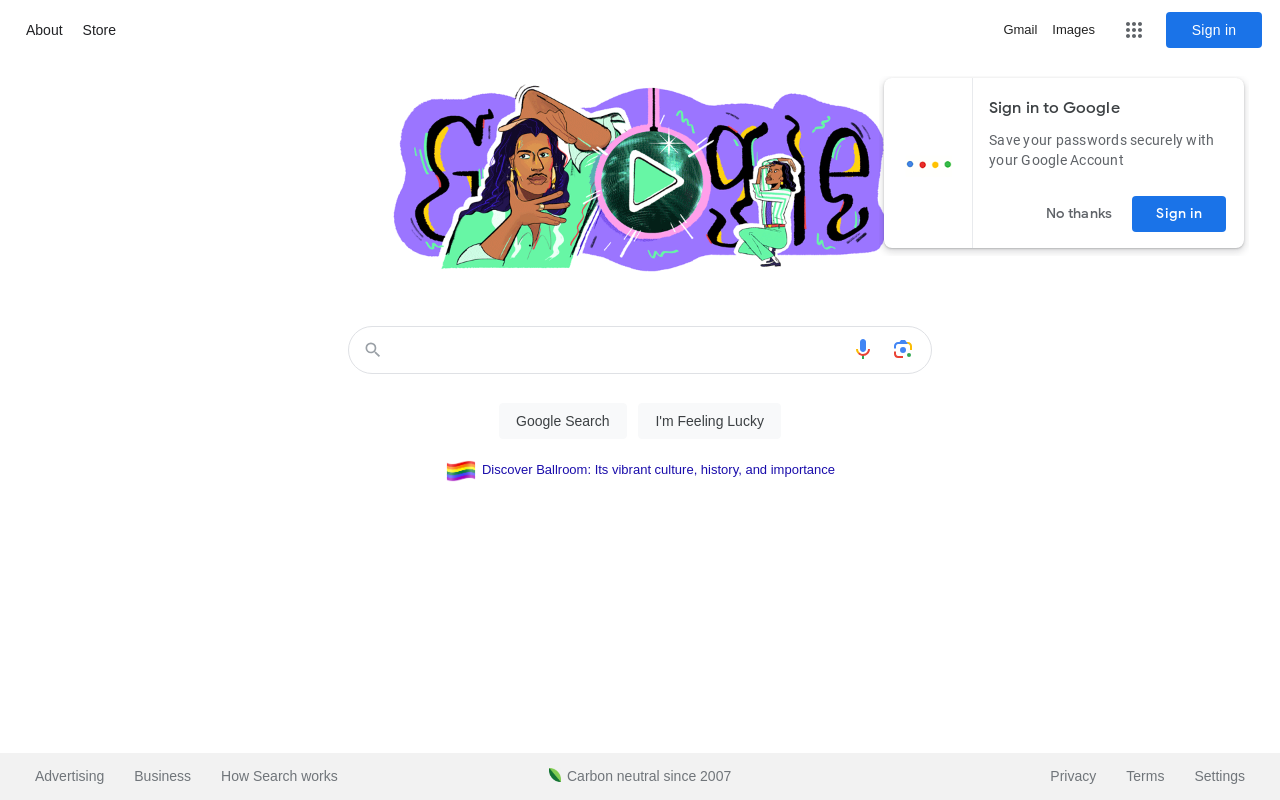 About Store
Gmail Images Sign in
Google
Sign in to Google
Save your passwords securely with
your Google Account
No thanks Sign in
Google Search I'm Feeling Lucky
Discover Ballroom: Its vibrant culture, history, and importance
Advertising Business How Search works Carbon neutral since 2007 Privacy Terms Settings